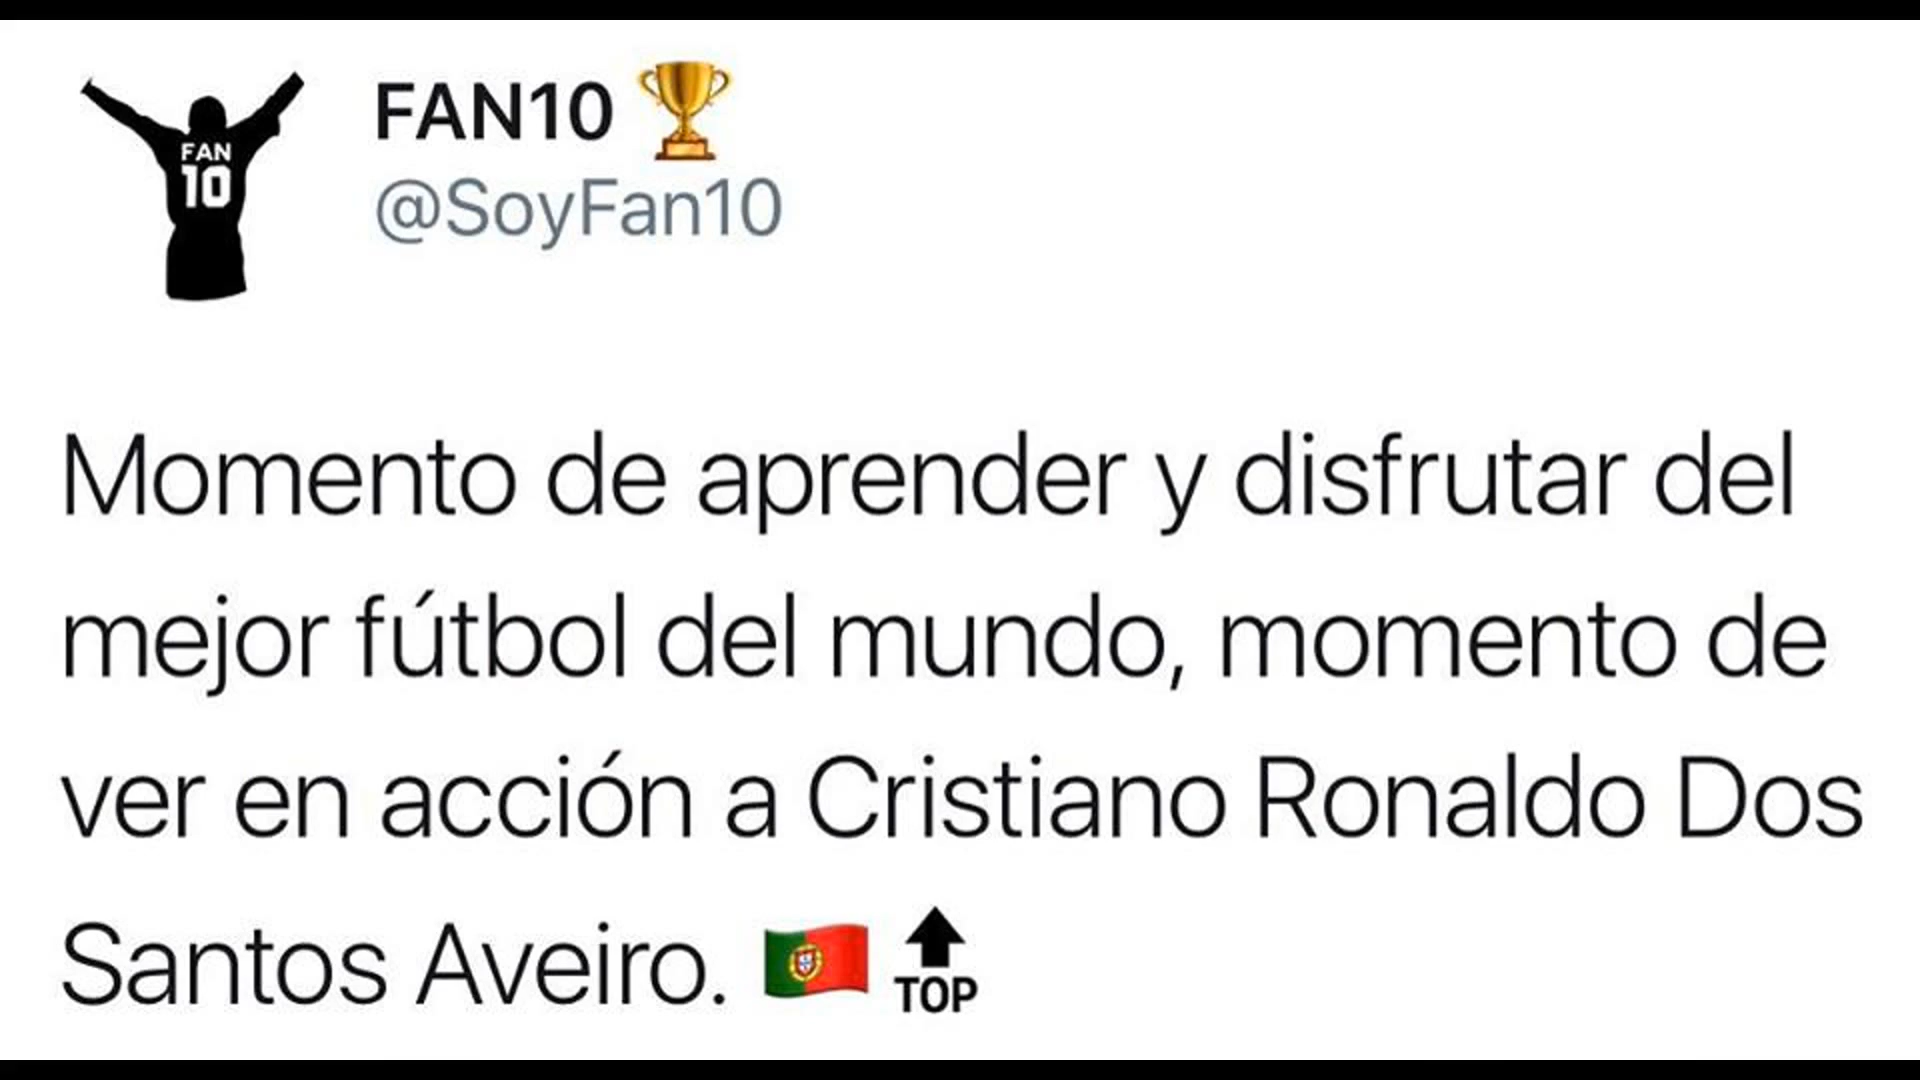 FAN10 🏆
@SoyFan10
FAN
10
Momento de aprender y disfrutar del
mejor fútbol del mundo, momento de
ver en acción a Cristiano Ronaldo Dos
Santos Aveiro. 🇵🇹 🔝